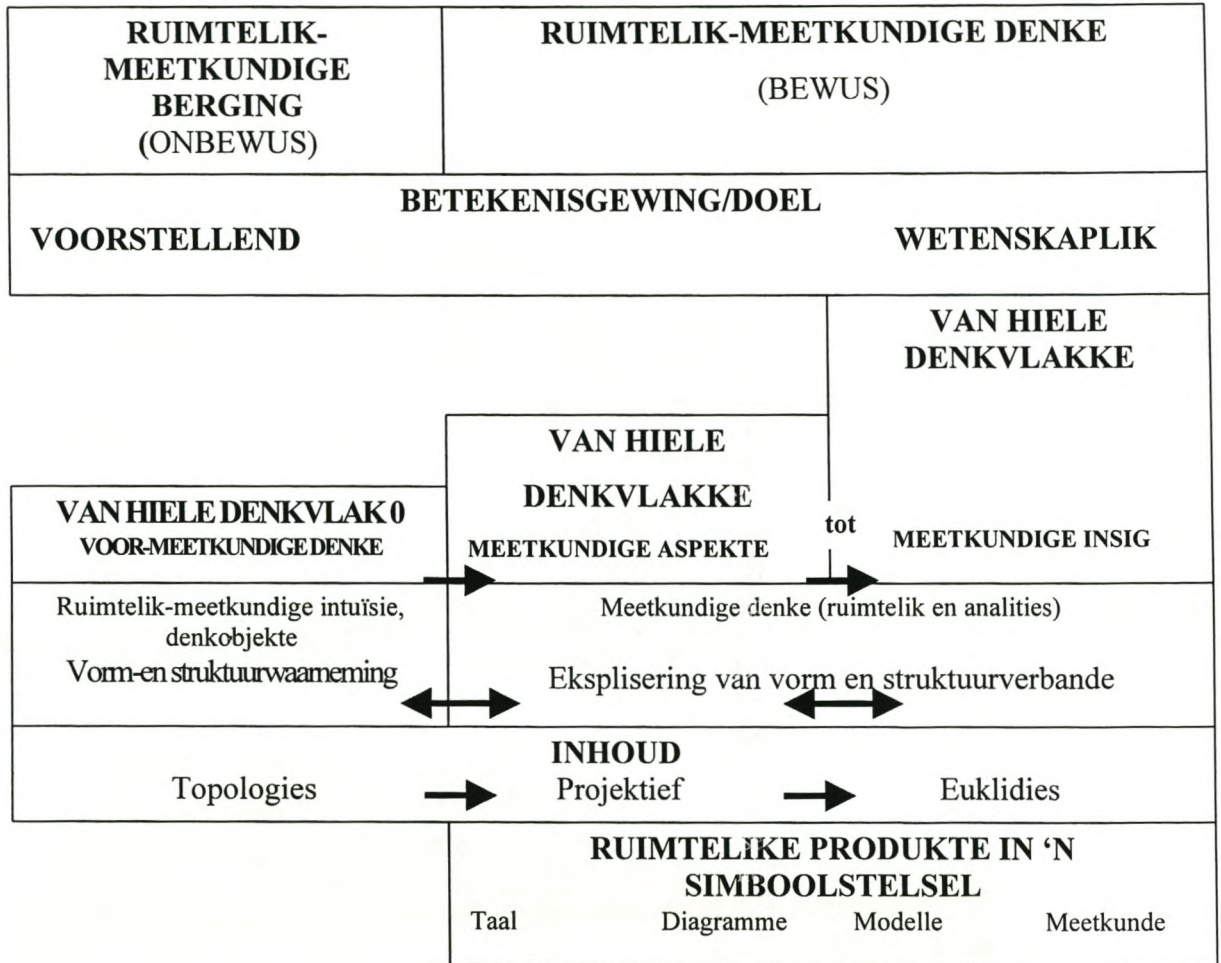 RUIMTELIK-
MEETKUNDIGE
BERGING
(ONBEWUS)
RUIMTELIK-MEETKUNDIGE DENKE
(BEWUS)
BETEKENISGEWING/DOEL
VOORSTELLEND
WETENSKAPLIK
VAN HIELE
DENKVLAKKE
MEETKUNDIGE INSIG
VAN HIELE
DENKVLAKKE
MEETKUNDIGE ASPEKTE
tot
VAN HIELE DENKVLAK 0
VOOR-MEETKUNDIGE DENKE
Ruimtelik-meetkundige intuïsie,
denkobjekte
Vorm-en struktuurwaarneming
Meetkundige denke (ruimtelik en analities)
Eksplisering van vorm en struktuurverbande
INHOUD
Topologies
Projektief
Euklidies
RUIMTELIKE PRODUKTE IN ‘N
SIMBOOLSTELSEL
Taal
Diagramme
Modelle
Meetkunde